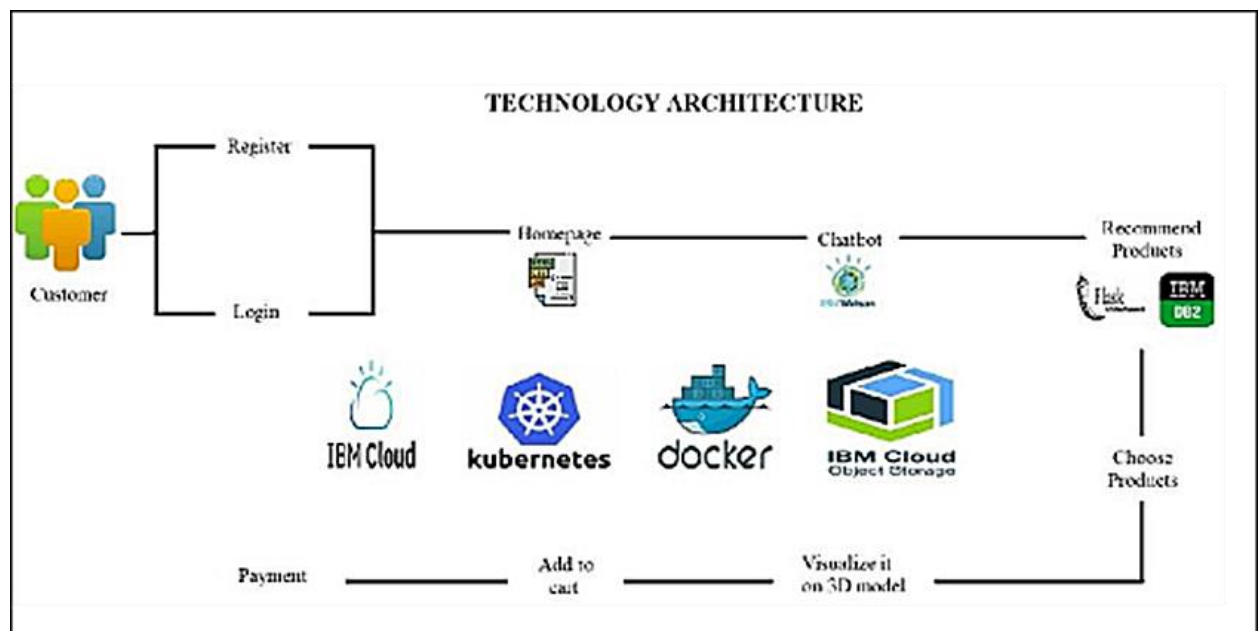 TECHNOLOGY ARCHITECTURE
Register
Customer
Login
Homepage
Chatbot
Recommend
Products
Flask
IBM
DB2
IBM Cloud
kubernetes
docker
IBM Cloud
Object Storage
Choose
Products
Visualize it
on 3D model
Add to
cart
Payment